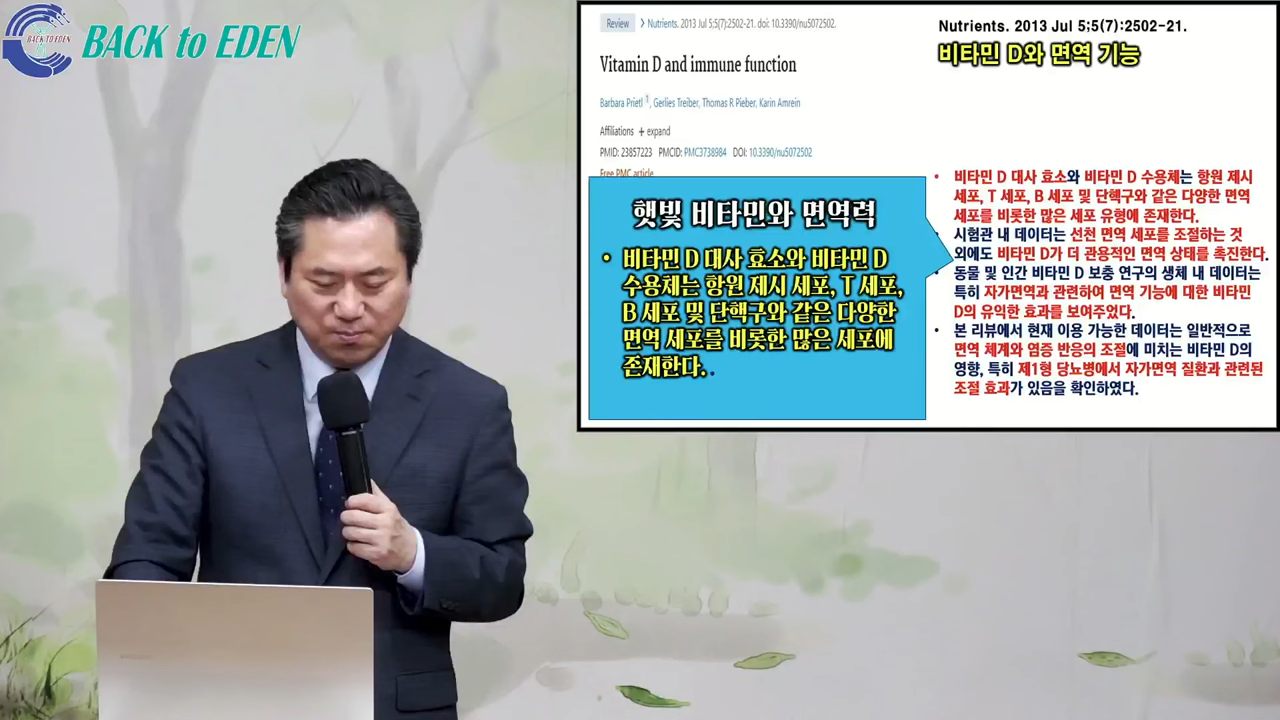 BACK TO EDEN
BACK to EDEN
Review
Nutrients. 2013 Jul 5;5(7):2502-21. doi: 10.3390/nu5072502.
Vitamin D and immune function
Barbara Prietl 1, Gerlies Treiber, Thomas R Pieber, Karin Amrein
Affiliations + expand
PMID: 23857223 PMCID: PMC3738984 DOI: 10.3390/nu5072502
Free PMC article
햇빛 비타민와 면역력
• 비타민 D 대사 효소와 비타민 D
수용체는 항원 제시 세포, T 세포,
B 세포 및 단핵구와 같은 다양한
면역 세포를 비롯한 많은 세포에
존재한다. .
Nutrients. 2013 Jul 5;5(7):2502-21.
비타민 D와 면역 기능
• 비타민 D 대사 효소와 비타민 D 수용체는 항원 제시
세포, T 세포, B 세포 및 단핵구와 같은 다양한 면역
세포를 비롯한 많은 세포 유형에 존재한다.
• 시험관 내 데이터는 선천 면역 세포를 조절하는 것
외에도 비타민 D가 더 관용적인 면역 상태를 촉진한다.
• 동물 및 인간 비타민 D 보충 연구의 생체 내 데이터는
특히 자가면역과 관련하여 면역 기능에 대한 비타민
D의 유익한 효과를 보여주었다.
• 본 리뷰에서 현재 이용 가능한 데이터는 일반적으로
면역 체계와 염증 반응의 조절에 미치는 비타민 D의
영향, 특히 제1형 당뇨병에서 자가면역 질환과 관련된
조절 효과가 있음을 확인하였다.